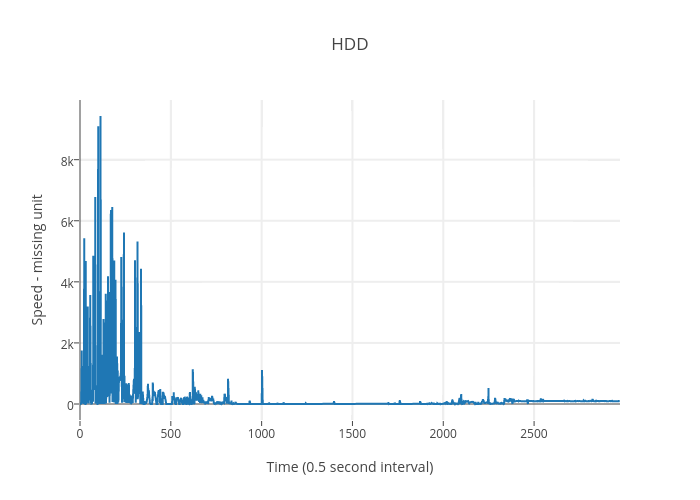 HDD
Speed - missing unit
8k
6k
4k
2k
0
0 500 1000 1500 2000 2500
Time (0.5 second interval)